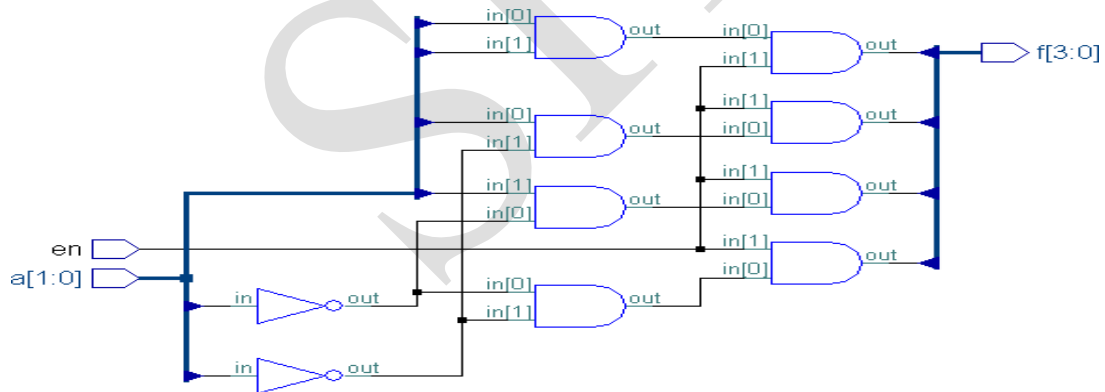 in[0] out in[0] out f[3:0]
in[1] in[1]
in[0] out in[1] out
in[1] in[0]
in[1] out in[1] out
in[0] in[0]
en in[1] out
a[1:0] in[0]
in out in[0] out
in[1]
in out